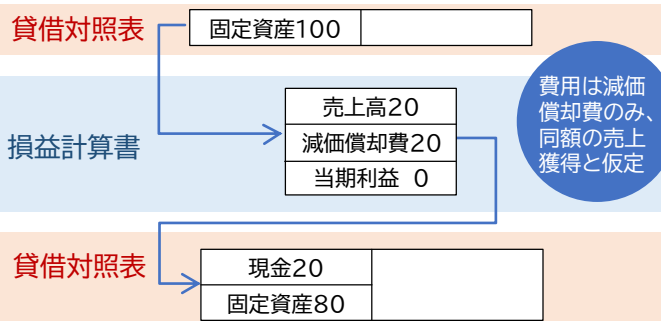 貸借対照表
固定資産100
損益計算書
売上高20
減価償却費20
当期利益 0
費用は減価
償却費のみ、
同額の売上
獲得と仮定
貸借対照表
現金20
固定資産80